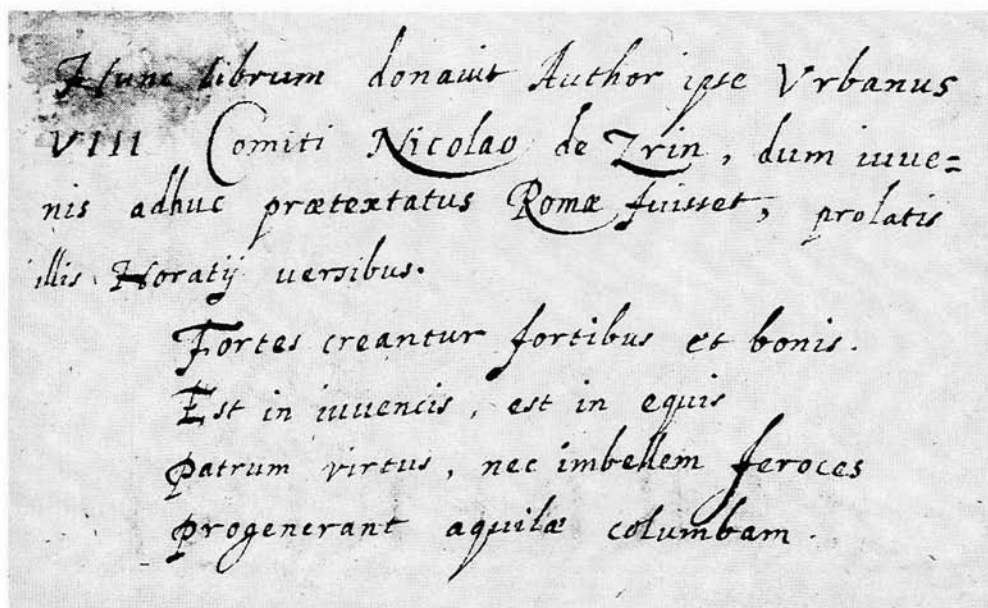 Hunc librum donauit Author ipse Vrbanus
VIII Comiti Nicolao de Zrin, dum iuue=
nis adhuc prætextatus Romæ fuisset, prolatis
illis Horatij uersibus.
Fortes creantur fortibus et bonis.
Est in iuuencis, est in equis
Patrum virtus, nec imbellem feroces
Progenerant aquilæ columbam.